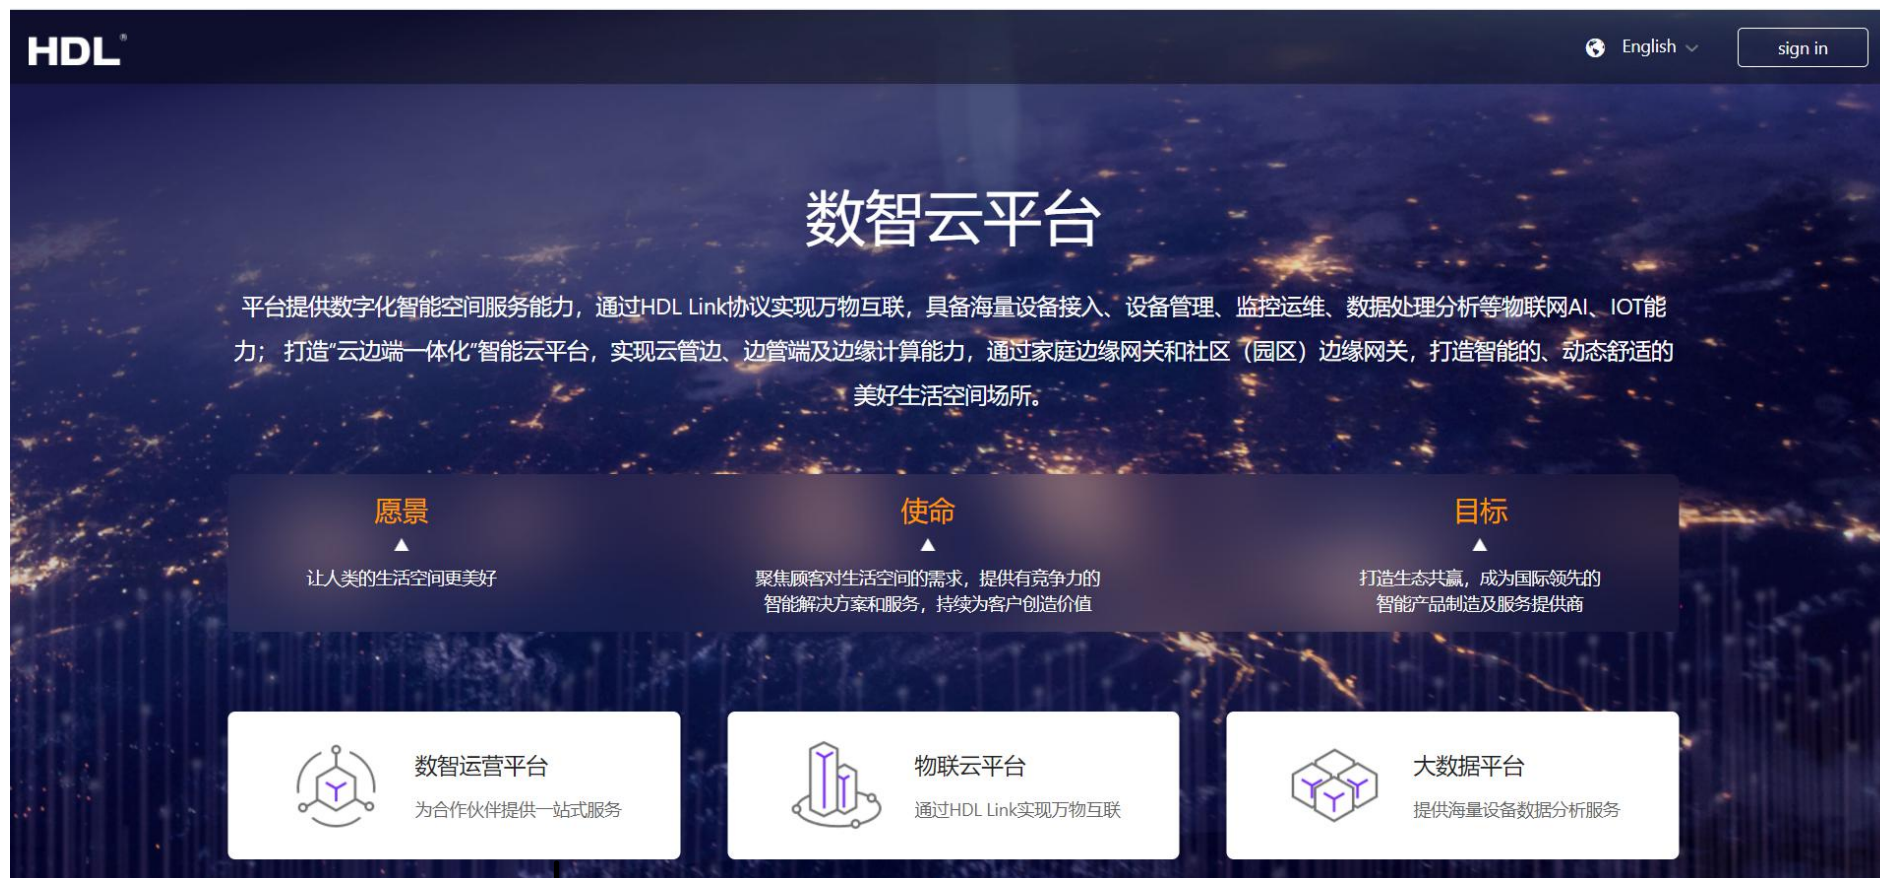 HDL®
English
sign in
数智云平台
平台提供数字化智能空间服务能力，通过HDL Link协议实现万物互联，具备海量设备接入、设备管理、监控运维、数据处理分析等物联网AI、IOT能
力； 打造“云边端一体化”智能云平台，实现云管边、边管端及边缘计算能力，通过家庭边缘网关和社区（园区）边缘网关，打造智能的、动态舒适的
美好生活空间场所。
愿景
让人类的生活空间更美好
使命
聚焦顾客对生活空间的需求，提供有竞争力的
智能解决方案和服务，持续为客户创造价值
目标
打造生态共赢，成为国际领先的
智能产品制造及服务提供商
数智运营平台
为合作伙伴提供一站式服务
物联云平台
通过HDL Link实现万物互联
大数据平台
提供海量设备数据分析服务